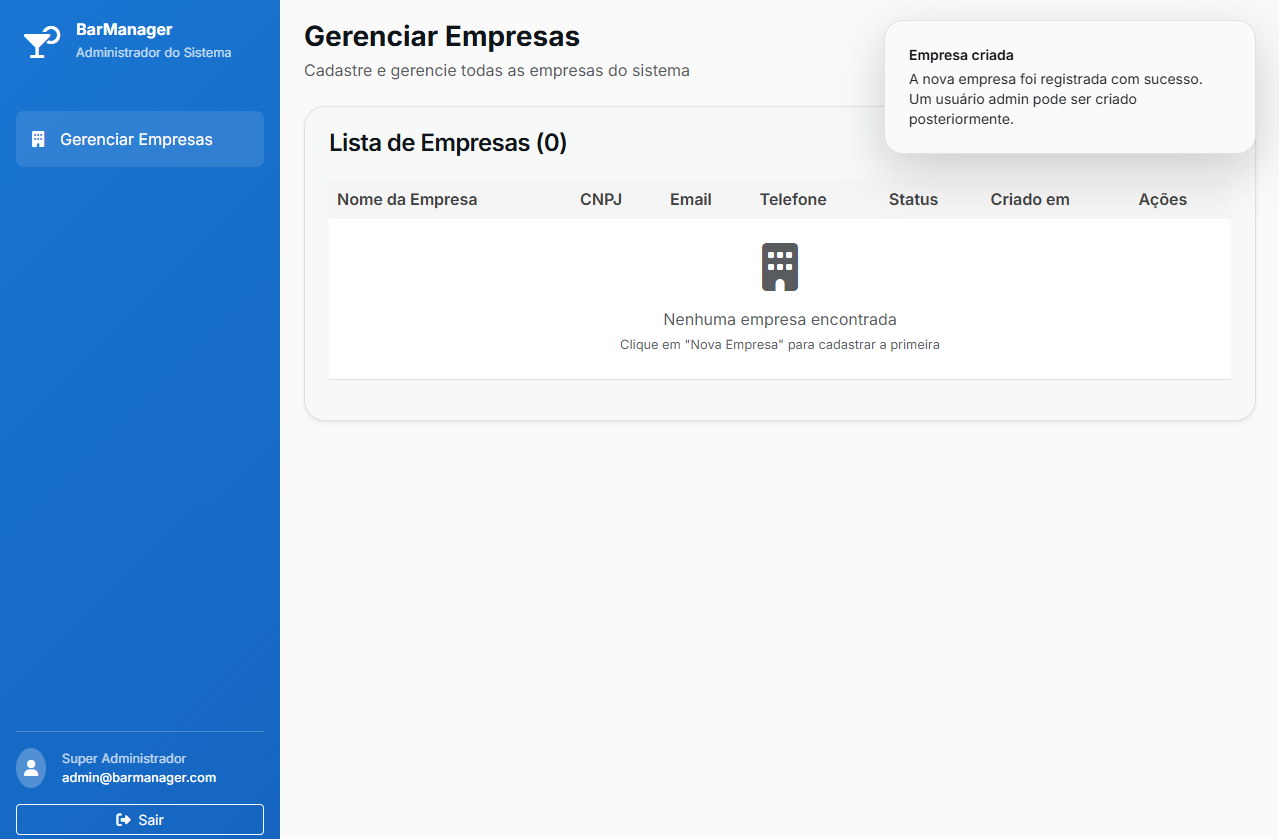 BarManager
Administrador do Sistema
Gerenciar Empresas
Super Administrador
admin@barmanager.com
Sair
Gerenciar Empresas
Cadastre e gerencie todas as empresas do sistema
Empresa criada
A nova empresa foi registrada com sucesso.
Um usuário admin pode ser criado
posteriormente.
Lista de Empresas (0)
Nome da Empresa CNPJ Email Telefone Status Criado em Ações
Nenhuma empresa encontrada
Clique em "Nova Empresa" para cadastrar a primeira